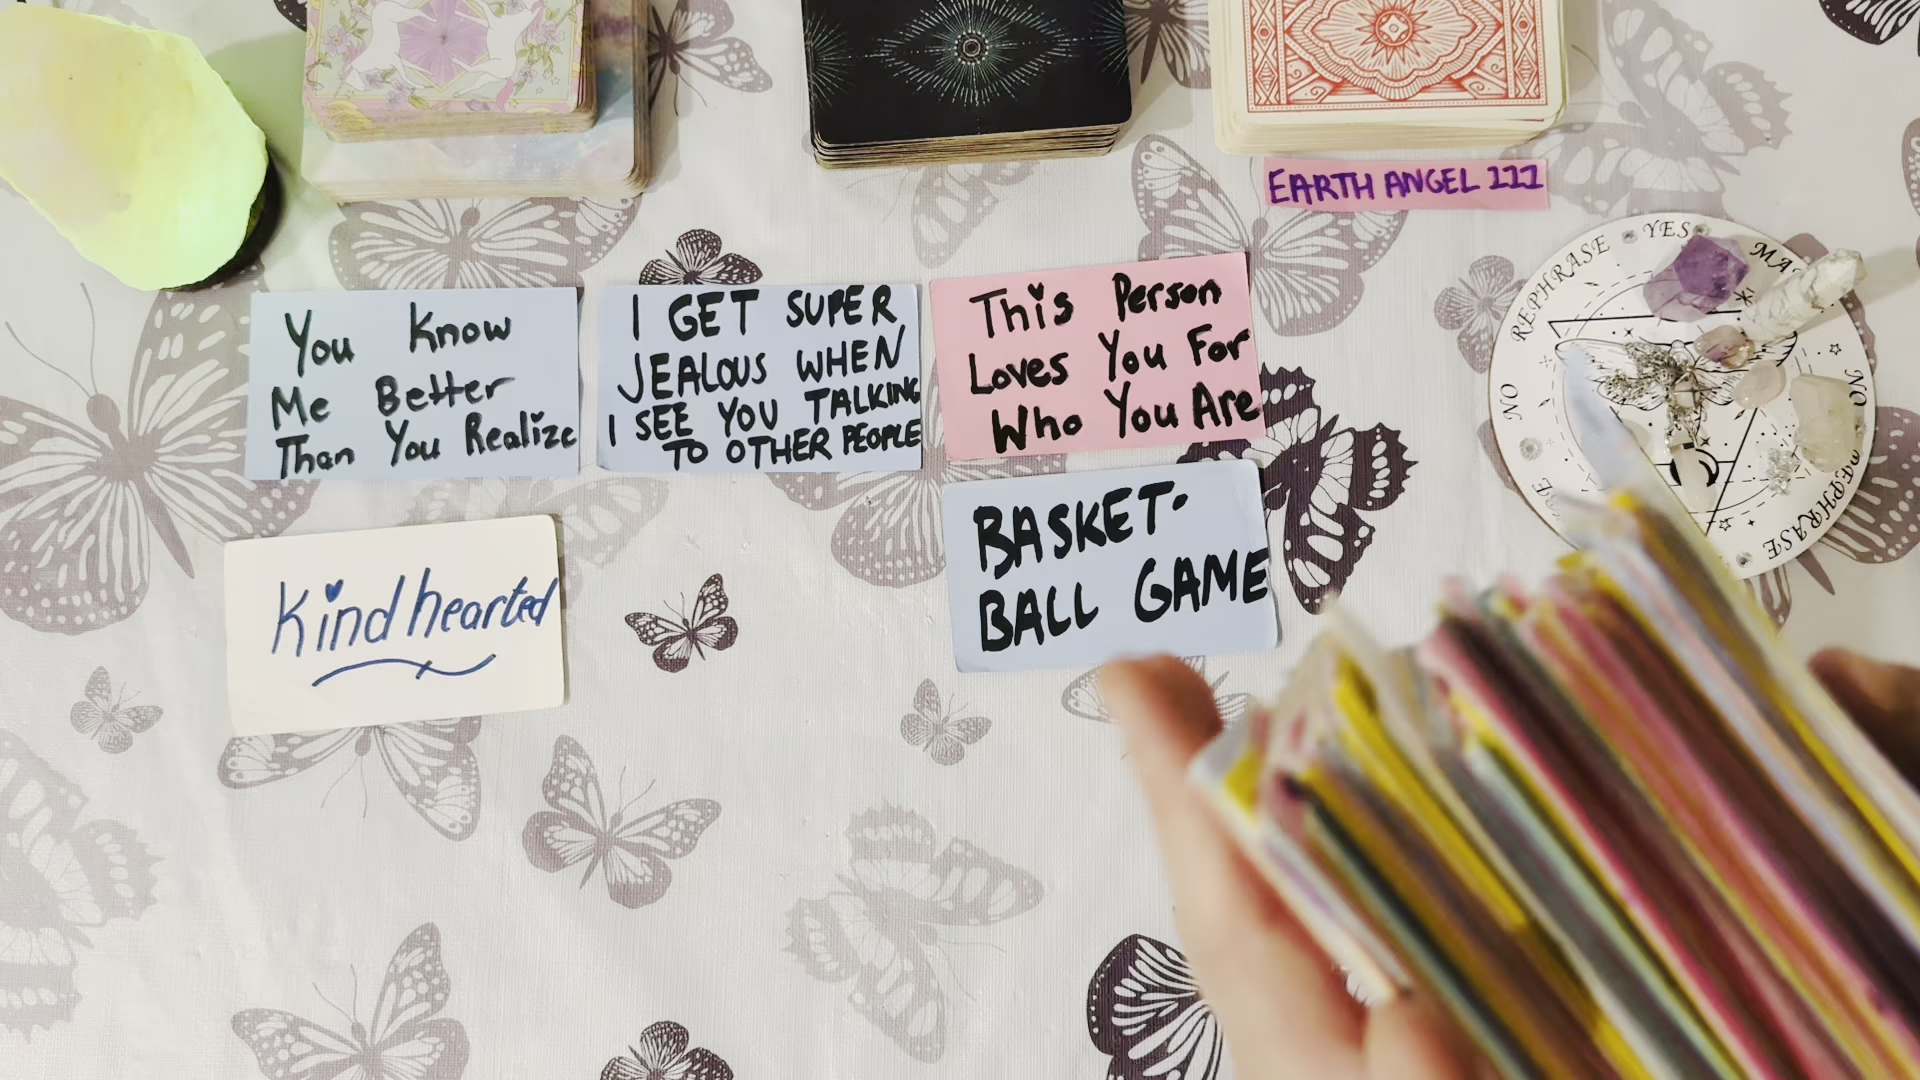 EARTH ANGEL 111
You Know
Me Better
Than You Realize
I GET SUPER
JEALOUS WHEN
I SEE YOU TALKING
TO OTHER PEOPLE
This Person
Loves You For
Who You Are
Kindhearted
BASKET-
BALL GAME
REPHRASE
YES
NO
NO
REPHRASE